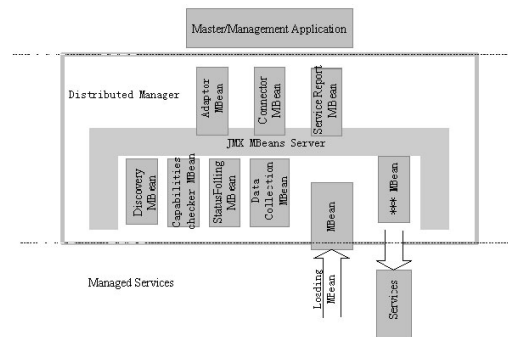 Master/Management Application
Distributed Manager
Adaptor
MBean
Connector
MBean
ServiceReport
MBean
JMX MBeans Server
Discovery
MBean
Capabilities
checker MBean
StatusFolling
MBean
Data
Collection
MBean
MBean
*** MBean
Managed Services
Loading
MBean
Services